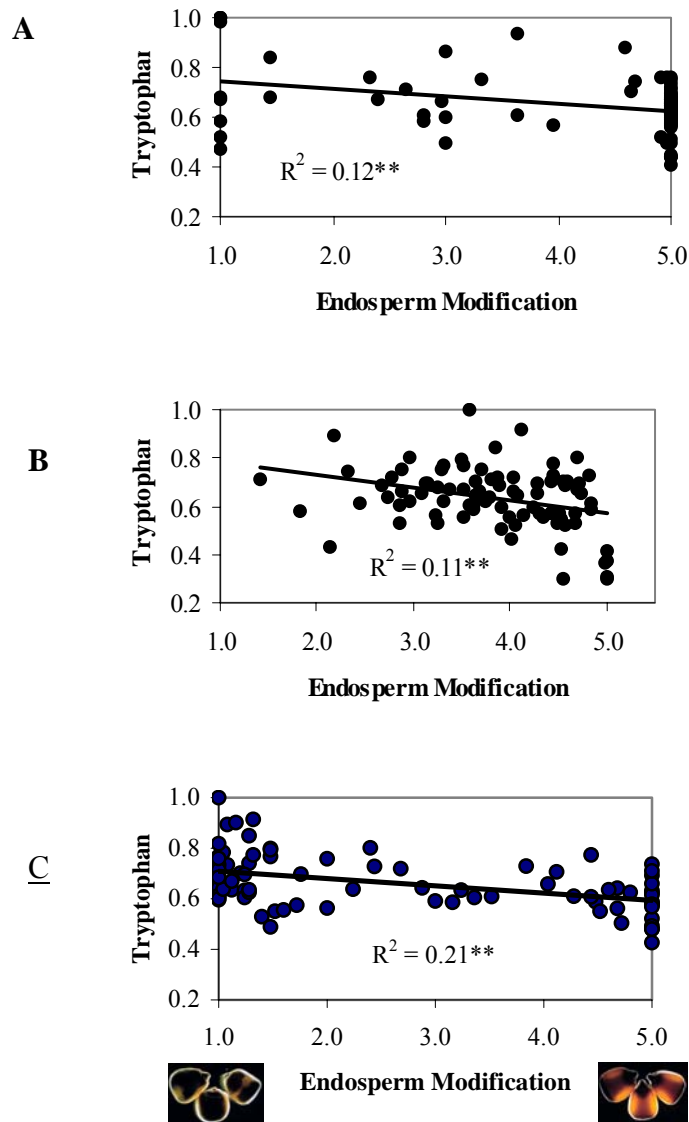 A
1.0
0.8
0.6
0.4
0.2
Tryptophan
R² = 0.12**
1.0 2.0 3.0 4.0 5.0
Endosperm Modification
B
1.0
0.8
0.6
0.4
0.2
Tryptophan
R² = 0.11**
1.0 2.0 3.0 4.0 5.0
Endosperm Modification
C
1.0
0.8
0.6
0.4
0.2
Tryptophan
R² = 0.21**
1.0 2.0 3.0 4.0 5.0
Endosperm Modification